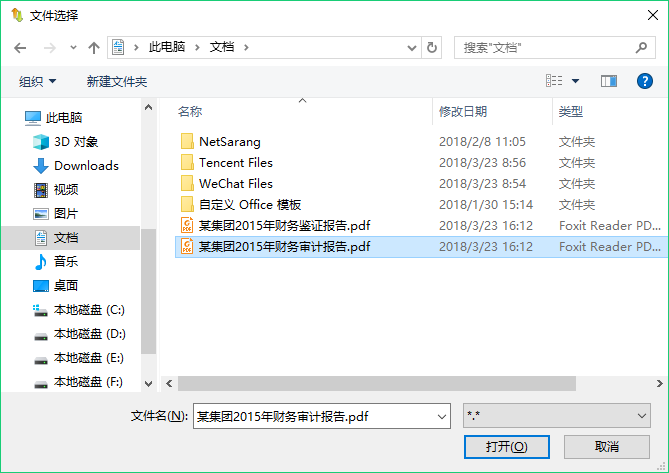 文件选择
此电脑 文档 搜索"文档"
组织 新建文件夹
名称 修改日期 类型
此电脑
3D 对象
Downloads
视频
图片
文档
音乐
桌面
本地磁盘 (C:)
本地磁盘 (D:)
本地磁盘 (E:)
本地磁盘 (F:)
NetSarang 2018/2/8 11:05 文件夹
Tencent Files 2018/3/23 8:56 文件夹
WeChat Files 2018/3/23 8:54 文件夹
自定义 Office 模板 2018/1/30 15:14 文件夹
某集团2015年财务鉴证报告.pdf 2018/3/23 16:12 Foxit Reader PD...
某集团2015年财务审计报告.pdf 2018/3/23 16:12 Foxit Reader PD...
文件名(N): 某集团2015年财务审计报告.pdf *.*
打开(O) 取消